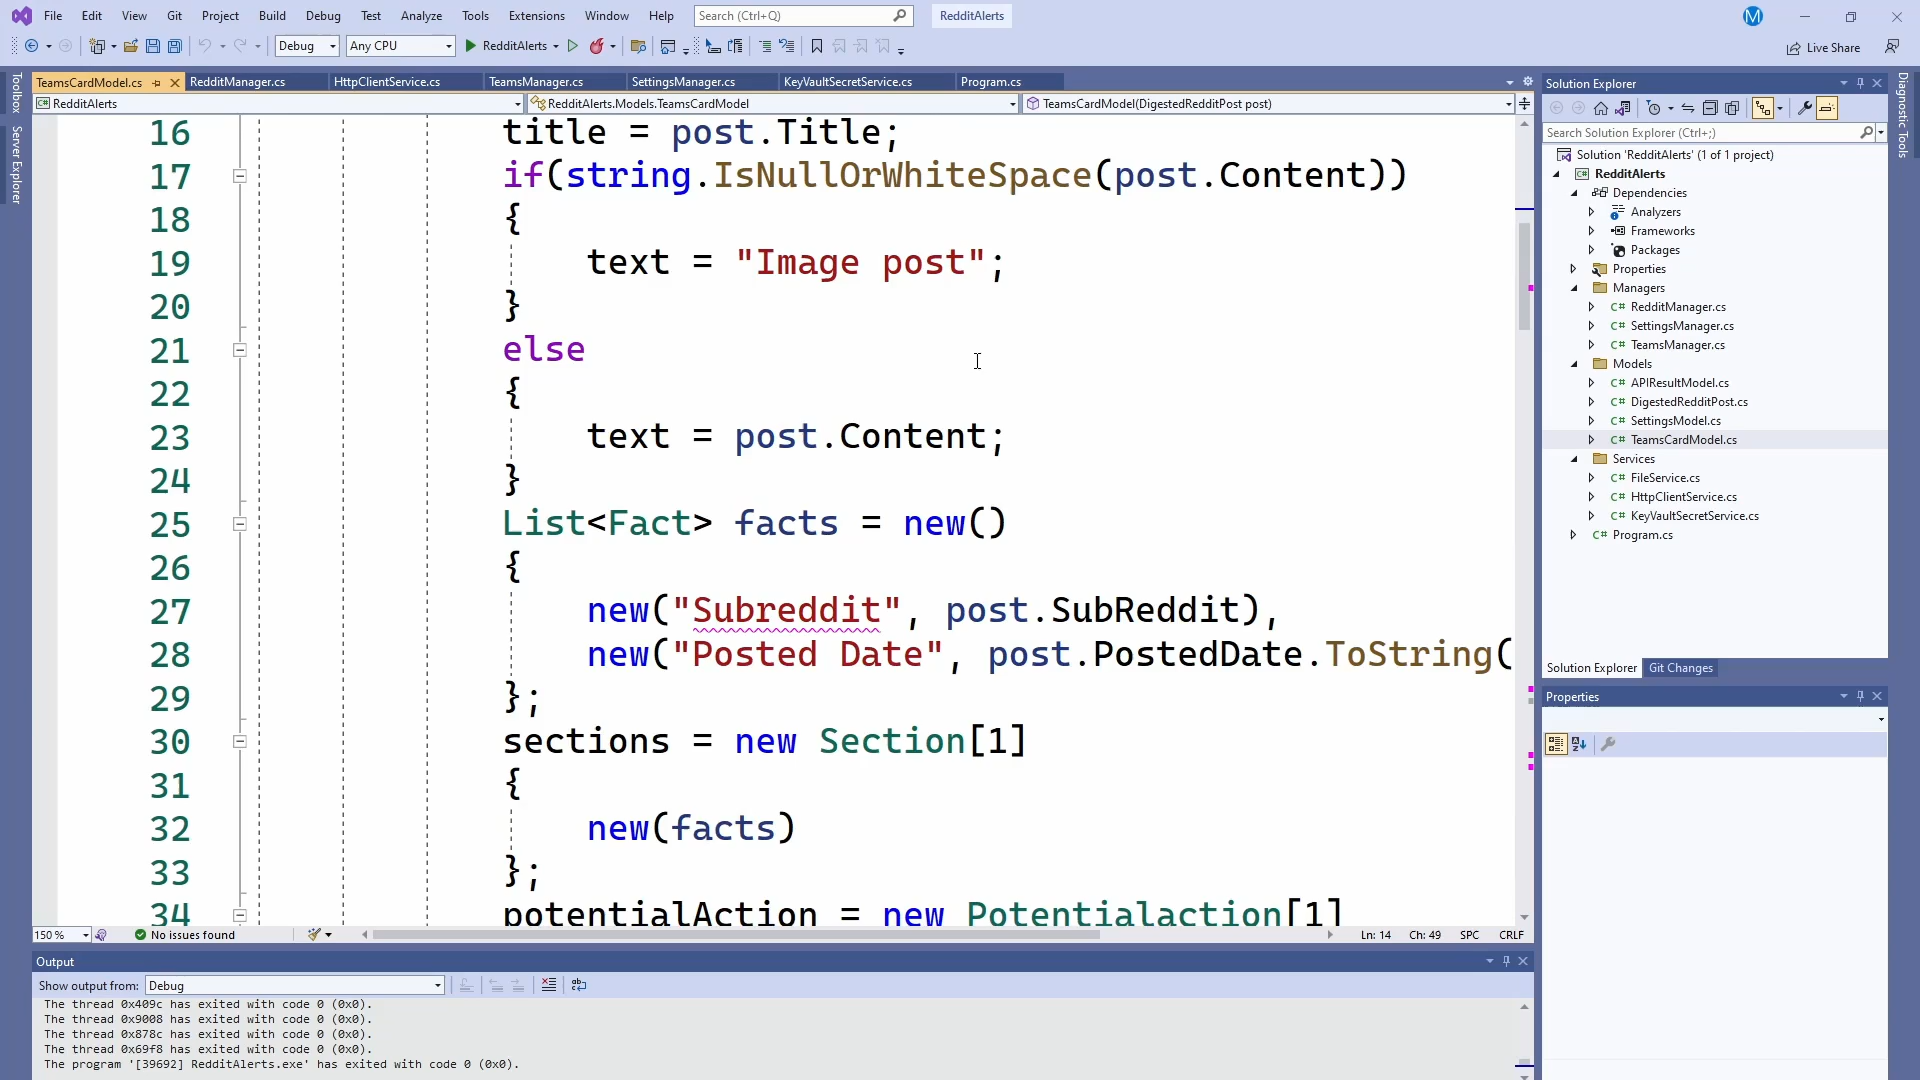 File Edit View Git Project Build Debug Test Analyze Tools Extensions Window Help Search (Ctrl+Q) RedditAlerts M
Debug Any CPU RedditAlerts Live Share
TeamsCardModel.cs RedditManager.cs HttpClientService.cs TeamsManager.cs SettingsManager.cs KeyVaultSecretService.cs Program.cs
RedditAlerts RedditAlerts.Models.TeamsCardModel TeamsCardModel(DigestedRedditPost post)
Toolbox
Server Explorer
16 title = post.Title;
17 if(string.IsNullOrWhiteSpace(post.Content))
18 {
19 text = "Image post";
20 }
21 else
22 {
23 text = post.Content;
24 }
25 List<Fact> facts = new()
26 {
27 new("Subreddit", post.SubReddit),
28 new("Posted Date", post.PostedDate.ToString(
29 };
30 sections = new Section[1]
31 {
32 new(facts)
33 };
34 potentialAction = new Potentialaction[1]
150 % No issues found Ln: 14 Ch: 49 SPC CRLF
Output
Show output from: Debug
The thread 0x409c has exited with code 0 (0x0).
The thread 0x9008 has exited with code 0 (0x0).
The thread 0x878c has exited with code 0 (0x0).
The thread 0x69f8 has exited with code 0 (0x0).
The program '[39692] RedditAlerts.exe' has exited with code 0 (0x0).
Solution Explorer
Search Solution Explorer (Ctrl+;)
Solution 'RedditAlerts' (1 of 1 project)
C# RedditAlerts
Dependencies
Analyzers
Frameworks
Packages
Properties
Managers
C# RedditManager.cs
C# SettingsManager.cs
C# TeamsManager.cs
Models
C# APIResultModel.cs
C# DigestedRedditPost.cs
C# SettingsModel.cs
C# TeamsCardModel.cs
Services
C# FileService.cs
C# HttpClientService.cs
C# KeyVaultSecretService.cs
C# Program.cs
Solution Explorer Git Changes
Properties
Diagnostic Tools